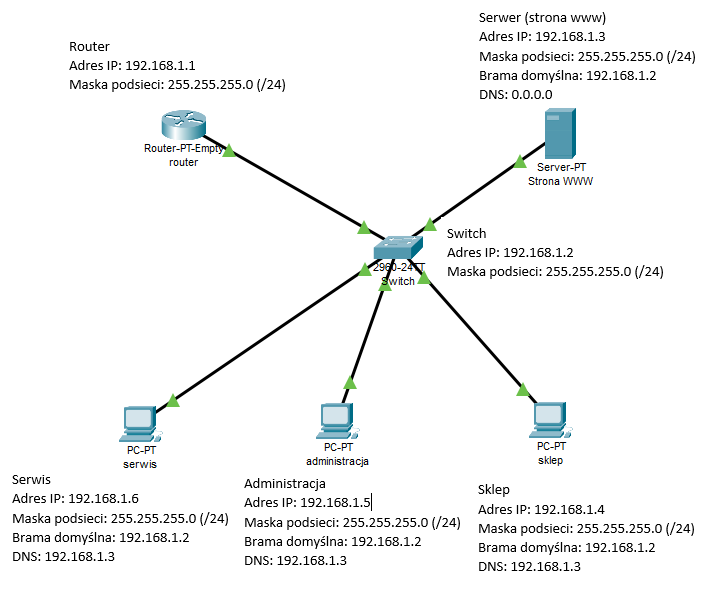 Router
Adres IP: 192.168.1.1
Maska podsieci: 255.255.255.0 (/24)
Router-PT-Empty
router
Serwer (strona www)
Adres IP: 192.168.1.3
Maska podsieci: 255.255.255.0 (/24)
Brama domyślna: 192.168.1.2
DNS: 0.0.0.0
Server-PT
Strona WWW
Switch
Adres IP: 192.168.1.2
Maska podsieci: 255.255.255.0 (/24)
2960-24TT
Switch
PC-PT
serwis
Serwis
Adres IP: 192.168.1.6
Maska podsieci: 255.255.255.0 (/24)
Brama domyślna: 192.168.1.2
DNS: 192.168.1.3
PC-PT
administracja
Administracja
Adres IP: 192.168.1.5
Maska podsieci: 255.255.255.0 (/24)
Brama domyślna: 192.168.1.2
DNS: 192.168.1.3
PC-PT
sklep
Sklep
Adres IP: 192.168.1.4
Maska podsieci: 255.255.255.0 (/24)
Brama domyślna: 192.168.1.2
DNS: 192.168.1.3